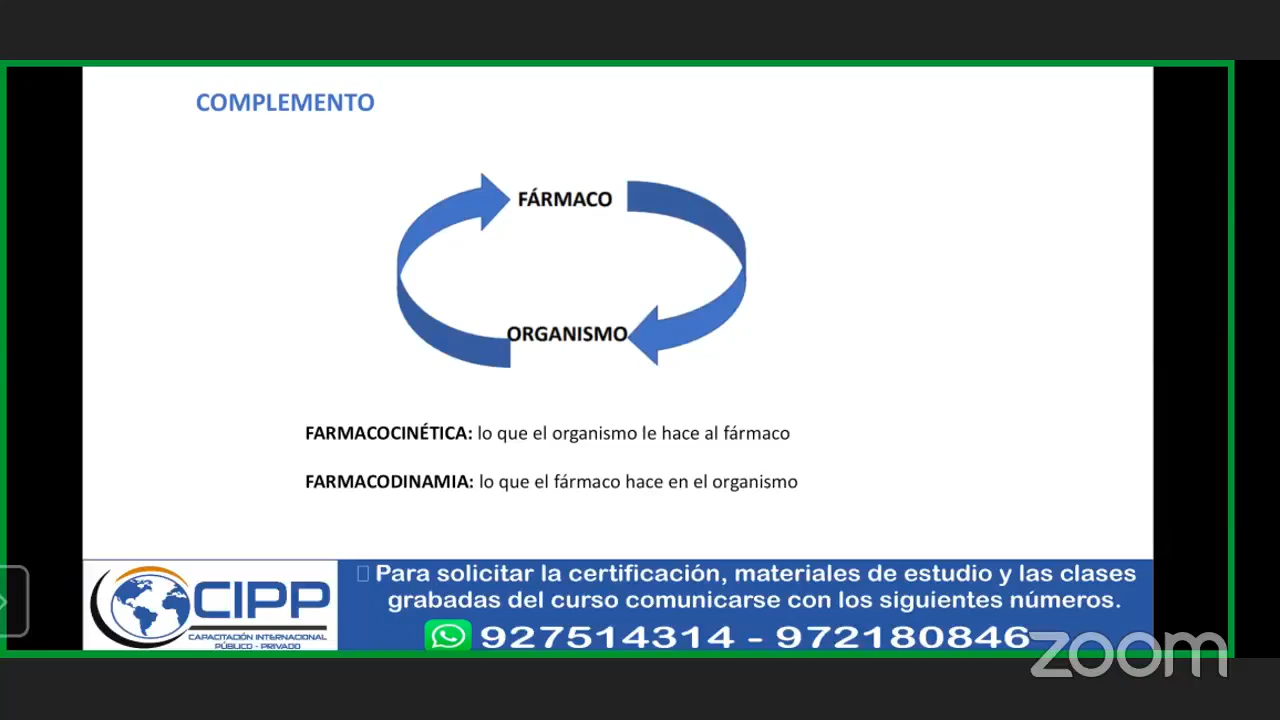 COMPLEMENTO
FÁRMACO
ORGANISMO
FARMACOCINÉTICA: lo que el organismo le hace al fármaco
FARMACODINAMIA: lo que el fármaco hace en el organismo
CIPP
CAPACITACIÓN INTERNACIONAL
PÚBLICO - PRIVADO
Para solicitar la certificación, materiales de estudio y las clases
grabadas del curso comunicarse con los siguientes números.
927514314 - 972180846
zoom